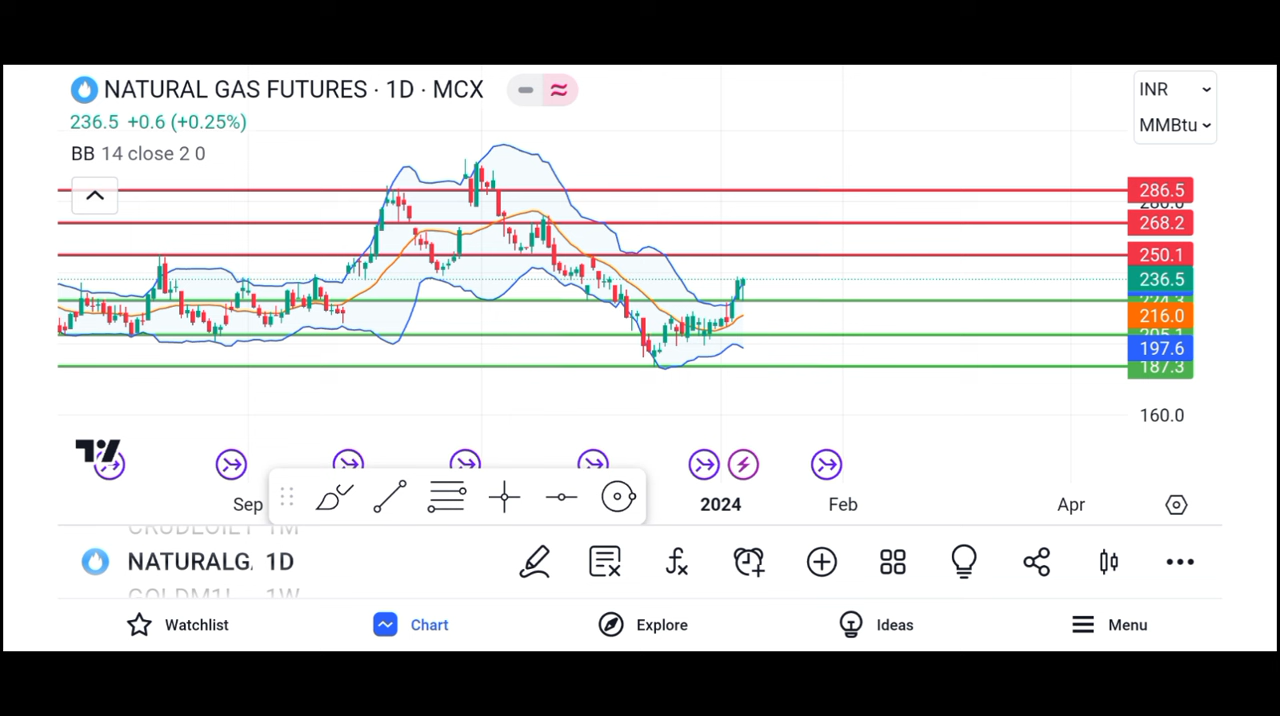 NATURAL GAS FUTURES · 1D · MCX
INR
236.5 +0.6 (+0.25%)
MMBtu
BB 14 close 2 0
286.5
268.2
250.1
236.5
216.0
205.1
197.6
187.3
160.0
Sep
2024
Feb
Apr
NATURALG 1D
Watchlist
Chart
Explore
Ideas
Menu